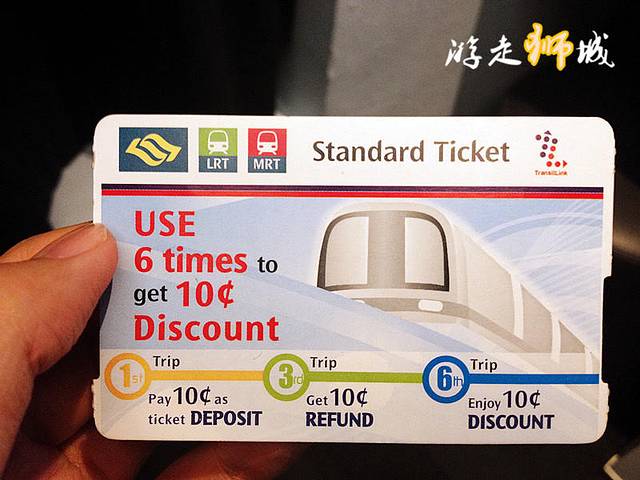 游走狮城
LRT
MRT
Standard Ticket
TransitLink
USE
6 times to
get 10¢
Discount
1st
Trip
Pay 10¢ as
ticket DEPOSIT
3rd
Trip
Get 10¢
REFUND
6th
Trip
Enjoy 10¢
DISCOUNT